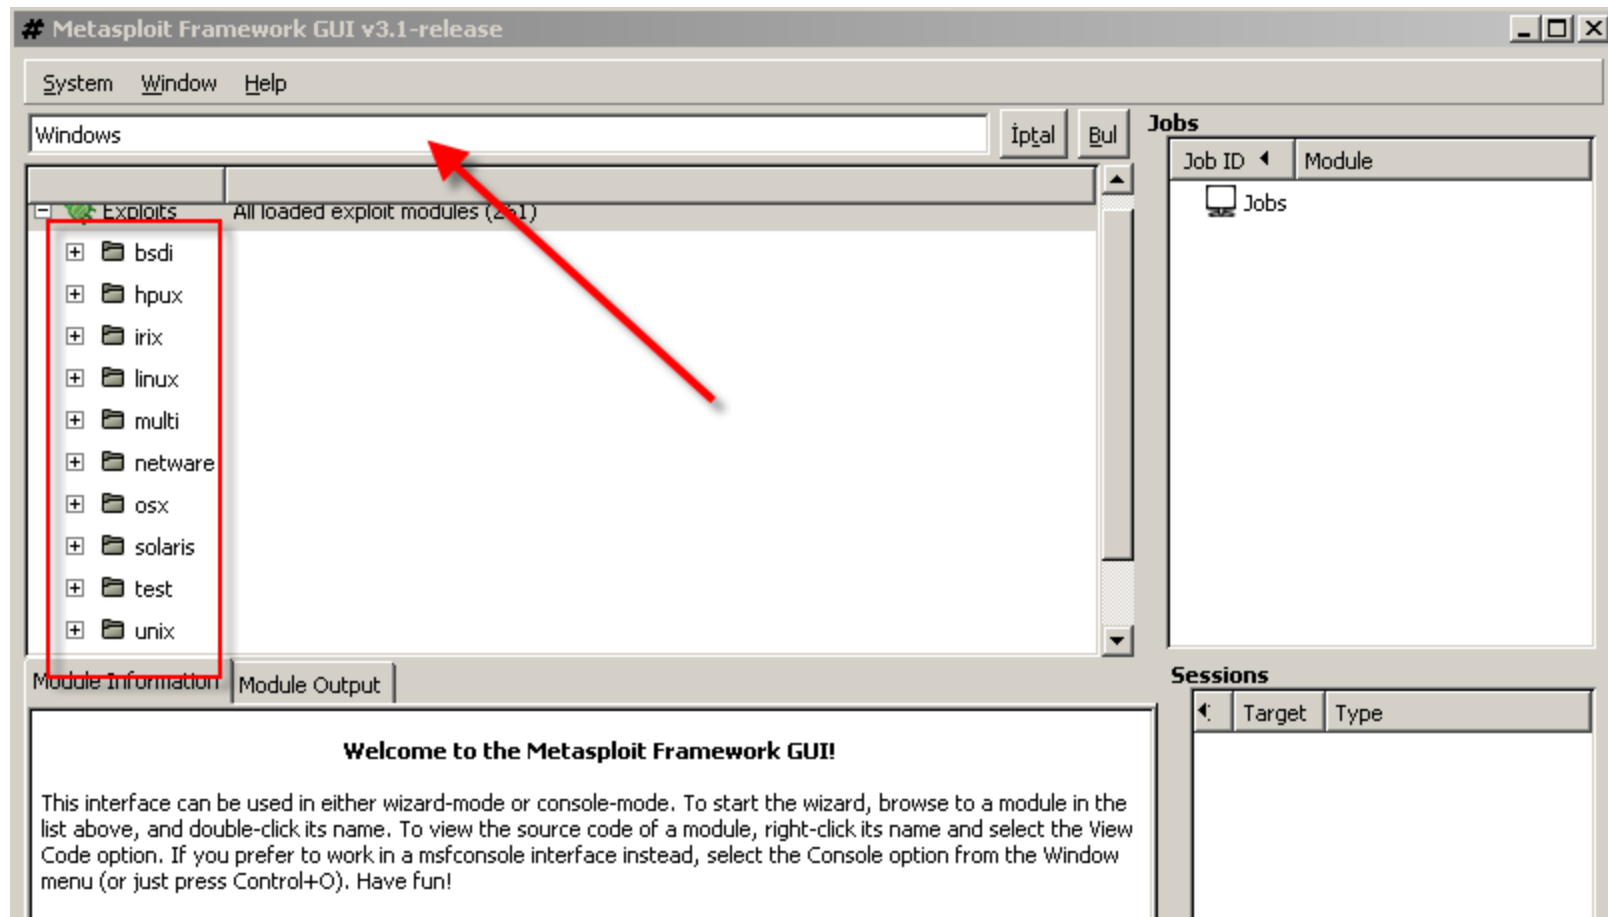 # Metasploit Framework GUI v3.1-release
System Window Help
Windows
İptal Bul
Jobs
Job ID Module
Jobs
Exploits All loaded exploit modules (261)
bsdi
hpux
irix
linux
multi
netware
osx
solaris
test
unix
Module Information Module Output
Sessions
Target Type
Welcome to the Metasploit Framework GUI!
This interface can be used in either wizard-mode or console-mode. To start the wizard, browse to a module in the
list above, and double-click its name. To view the source code of a module, right-click its name and select the View
Code option. If you prefer to work in a msfconsole interface instead, select the Console option from the Window
menu (or just press Control+O). Have fun!